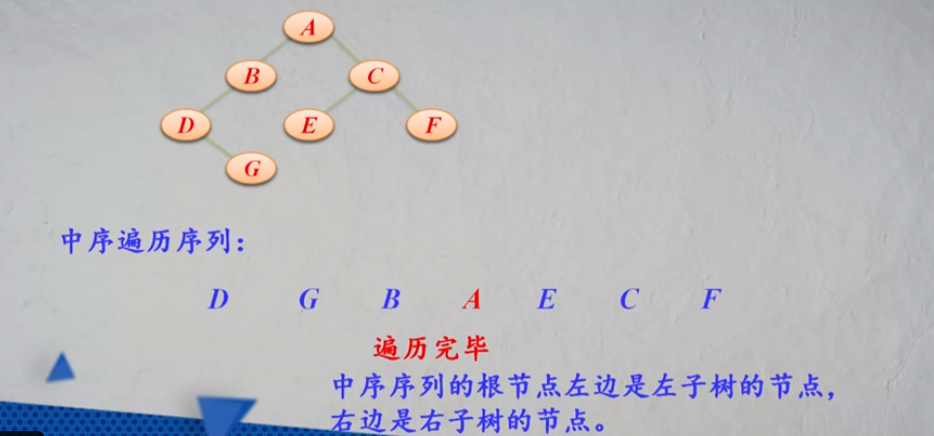 A
B C
D E F
G
中序遍历序列：
D G B A E C F
遍历完毕
中序序列的根节点左边是左子树的节点，
右边是右子树的节点。